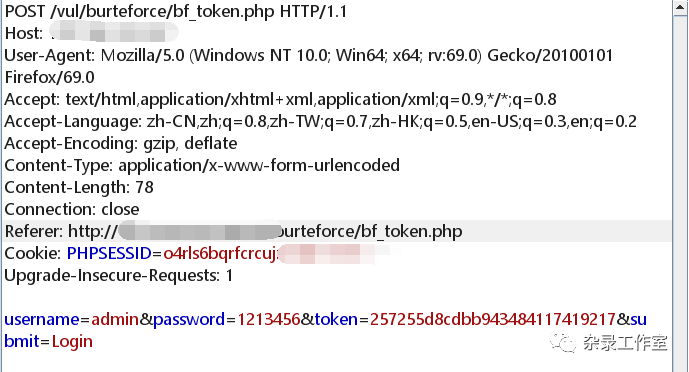 POST /vul/burteforce/bf_token.php HTTP/1.1
Host:
User-Agent: Mozilla/5.0 (Windows NT 10.0; Win64; x64; rv:69.0) Gecko/20100101
Firefox/69.0
Accept: text/html,application/xhtml+xml,application/xml;q=0.9,*/*;q=0.8
Accept-Language: zh-CN,zh;q=0.8,zh-TW;q=0.7,zh-HK;q=0.5,en-US;q=0.3,en;q=0.2
Accept-Encoding: gzip, deflate
Content-Type: application/x-www-form-urlencoded
Content-Length: 78
Connection: close
Referer: http:// burteforce/bf_token.php
Cookie: PHPSESSID=o4rls6bqrfcrcuj
Upgrade-Insecure-Requests: 1
username=admin&password=1213456&token=257255d8cdbb943484117419217&su
bmit=Login
杂录工作室